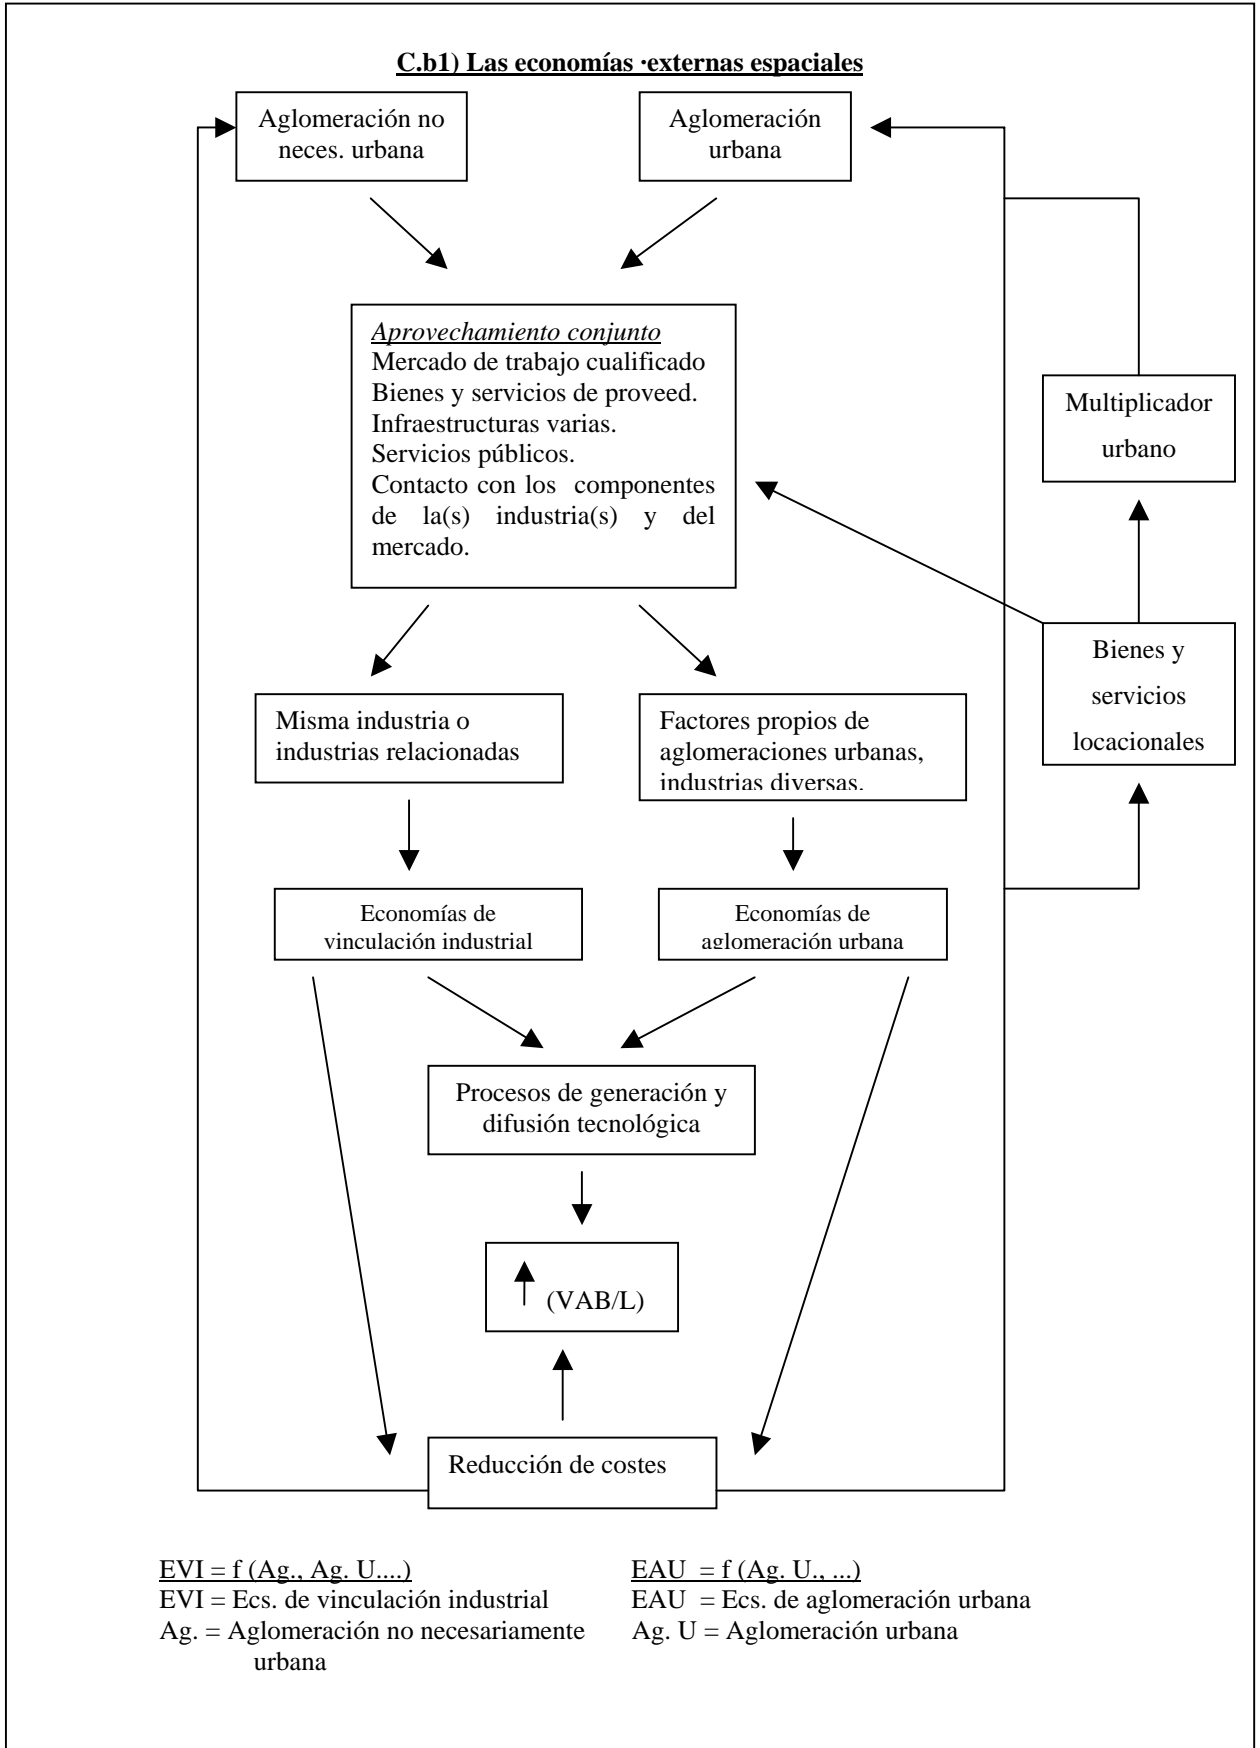 C.b1) Las economías ·externas espaciales
Aglomeración no
neces. urbana
Aglomeración
urbana
Aprovechamiento conjunto
Mercado de trabajo cualificado
Bienes y servicios de proveed.
Infraestructuras varias.
Servicios públicos.
Contacto con los componentes
de la(s) industria(s) y del
mercado.
Multiplicador
urbano
Bienes y
servicios
locacionales
Misma industria o
industrias relacionadas
Factores propios de
aglomeraciones urbanas,
industrias diversas.
Economías de
vinculación industrial
Economías de
aglomeración urbana
Procesos de generación y
difusión tecnológica
(VAB/L)
Reducción de costes
EVI = f (Ag., Ag. U....)
EVI = Ecs. de vinculación industrial
Ag. = Aglomeración no necesariamente
urbana
EAU = f (Ag. U., ...)
EAU = Ecs. de aglomeración urbana
Ag. U = Aglomeración urbana